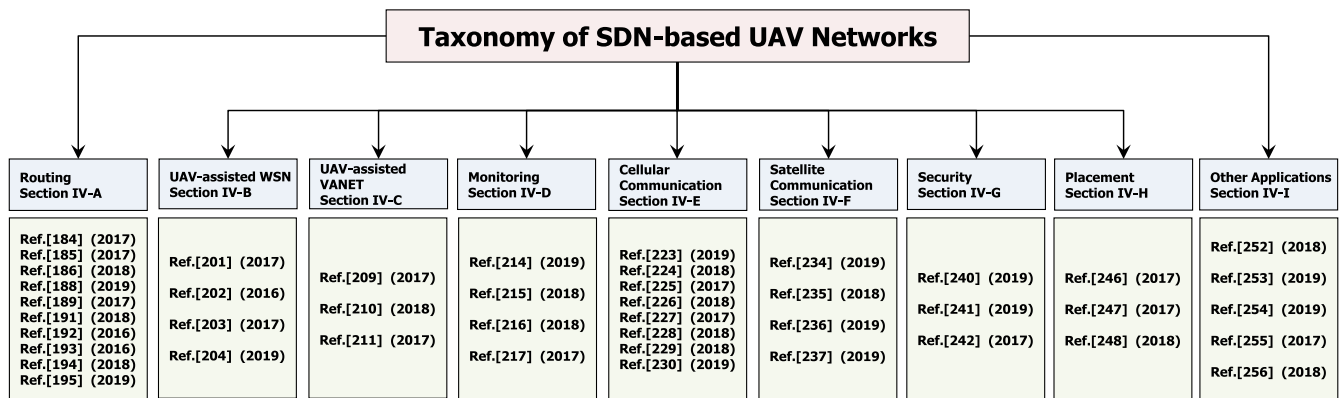 Taxonomy of SDN-based UAV Networks
Routing
Section IV-A
Ref.[184] (2017)
Ref.[185] (2017)
Ref.[186] (2018)
Ref.[188] (2019)
Ref.[189] (2017)
Ref.[191] (2018)
Ref.[192] (2016)
Ref.[193] (2016)
Ref.[194] (2018)
Ref.[195] (2019)
UAV-assisted WSN
Section IV-B
Ref.[201] (2017)
Ref.[202] (2016)
Ref.[203] (2017)
Ref.[204] (2019)
UAV-assisted
VANET
Section IV-C
Ref.[209] (2017)
Ref.[210] (2018)
Ref.[211] (2017)
Monitoring
Section IV-D
Ref.[214] (2019)
Ref.[215] (2018)
Ref.[216] (2018)
Ref.[217] (2017)
Cellular
Communication
Section IV-E
Ref.[223] (2019)
Ref.[224] (2018)
Ref.[225] (2017)
Ref.[226] (2018)
Ref.[227] (2017)
Ref.[228] (2018)
Ref.[229] (2018)
Ref.[230] (2019)
Satellite
Communication
Section IV-F
Ref.[234] (2019)
Ref.[235] (2018)
Ref.[236] (2019)
Ref.[237] (2019)
Security
Section IV-G
Ref.[240] (2019)
Ref.[241] (2019)
Ref.[242] (2017)
Placement
Section IV-H
Ref.[246] (2017)
Ref.[247] (2017)
Ref.[248] (2018)
Other Applications
Section IV-I
Ref.[252] (2018)
Ref.[253] (2019)
Ref.[254] (2019)
Ref.[255] (2017)
Ref.[256] (2018)